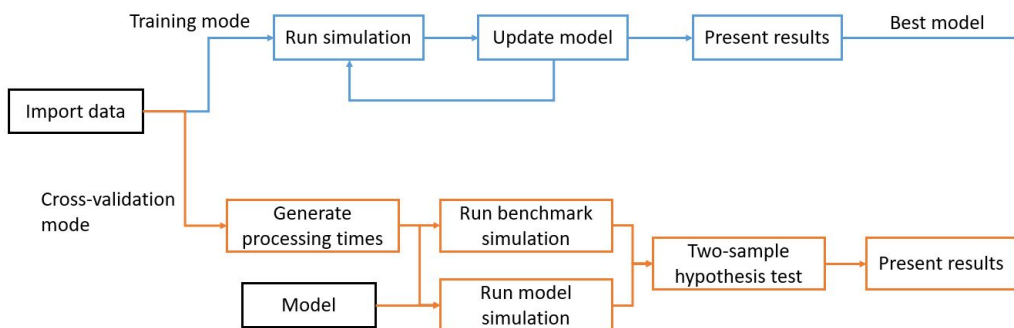 Training mode
Run simulation
Update model
Present results
Best model
Import data
Cross-validation
mode
Generate
processing times
Run benchmark
simulation
Two-sample
hypothesis test
Present results
Model
Run model
simulation